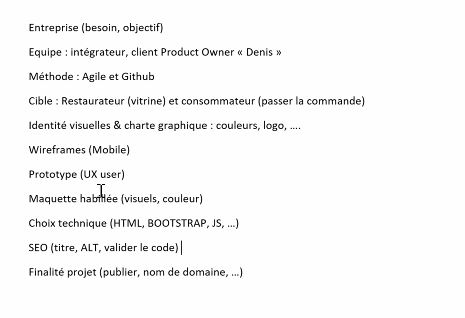 Entreprise (besoin, objectif)
Equipe : intégrateur, client Product Owner « Denis »
Méthode : Agile et Github
Cible : Restaurateur (vitrine) et consommateur (passer la commande)
Identité visuelles & charte graphique : couleurs, logo, ....
Wireframes (Mobile)
Prototype (UX user)
Maquette habillée (visuels, couleur)
Choix technique (HTML, BOOTSTRAP, JS, ...)
SEO (titre, ALT, valider le code)
Finalité projet (publier, nom de domaine, ...)